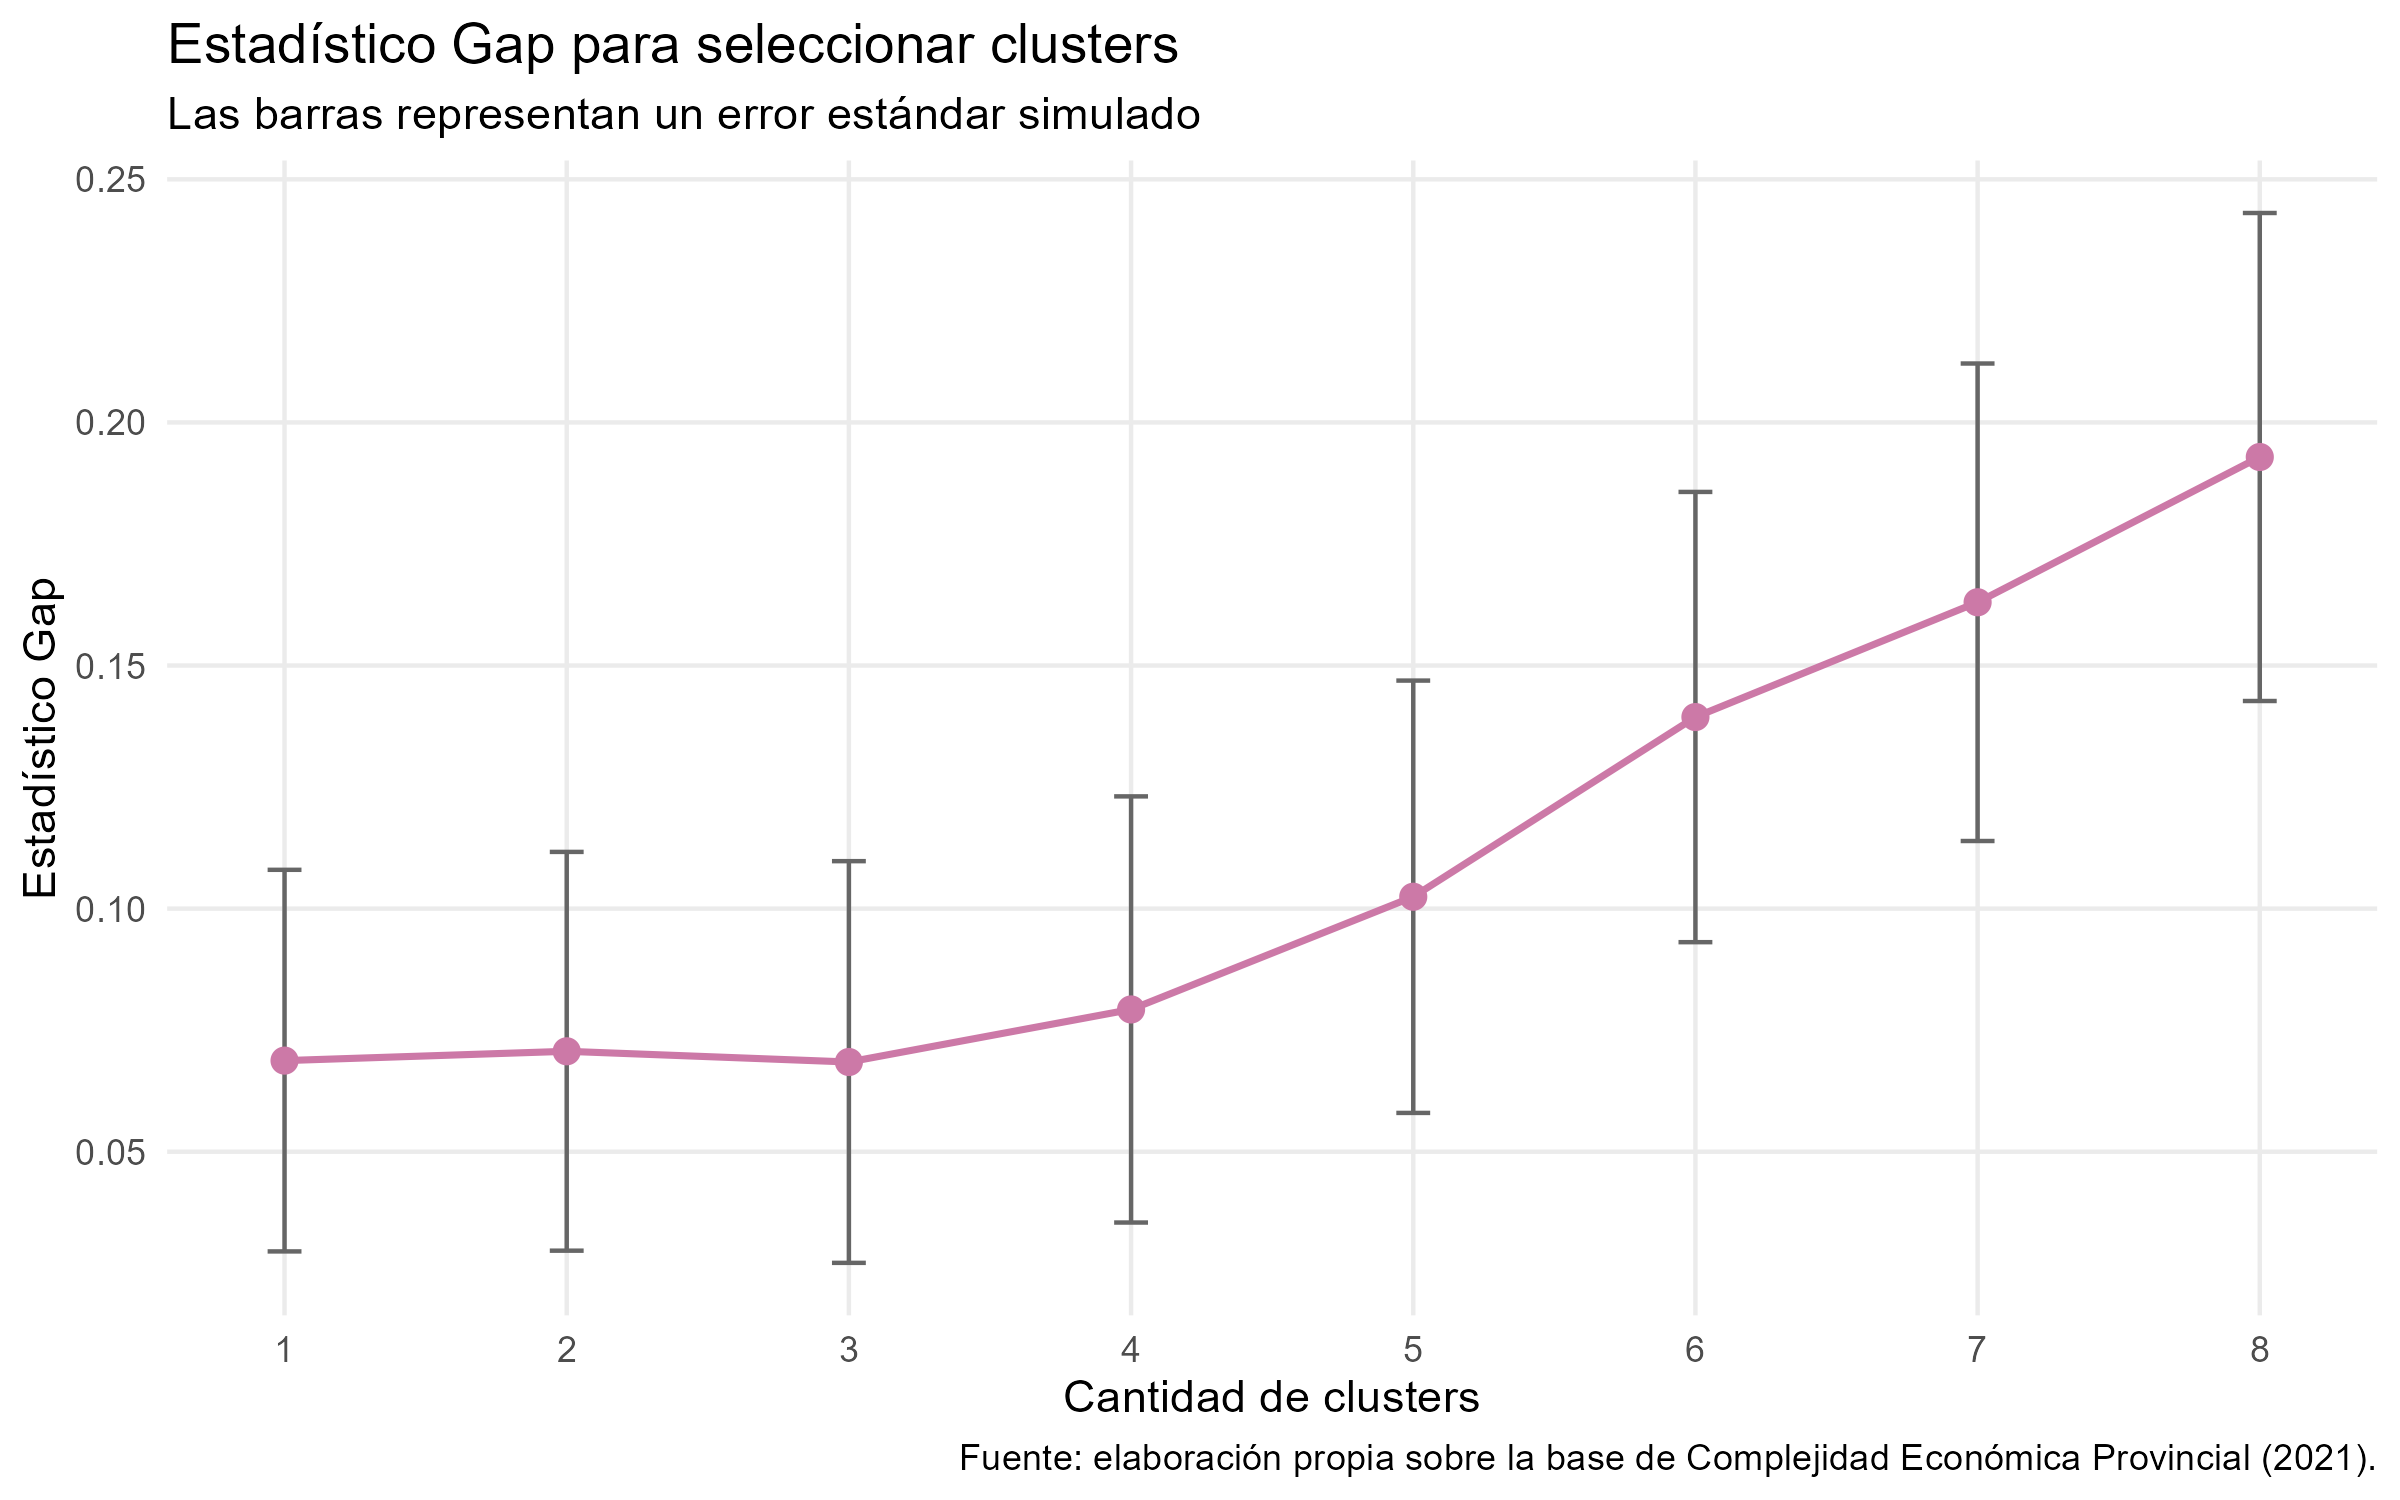 Estadístico Gap para seleccionar clusters
Las barras representan un error estándar simulado
0.25
0.20
0.15
0.10
0.05
Estadístico Gap
1 2 3 4 5 6 7 8
Cantidad de clusters
Fuente: elaboración propia sobre la base de Complejidad Económica Provincial (2021).